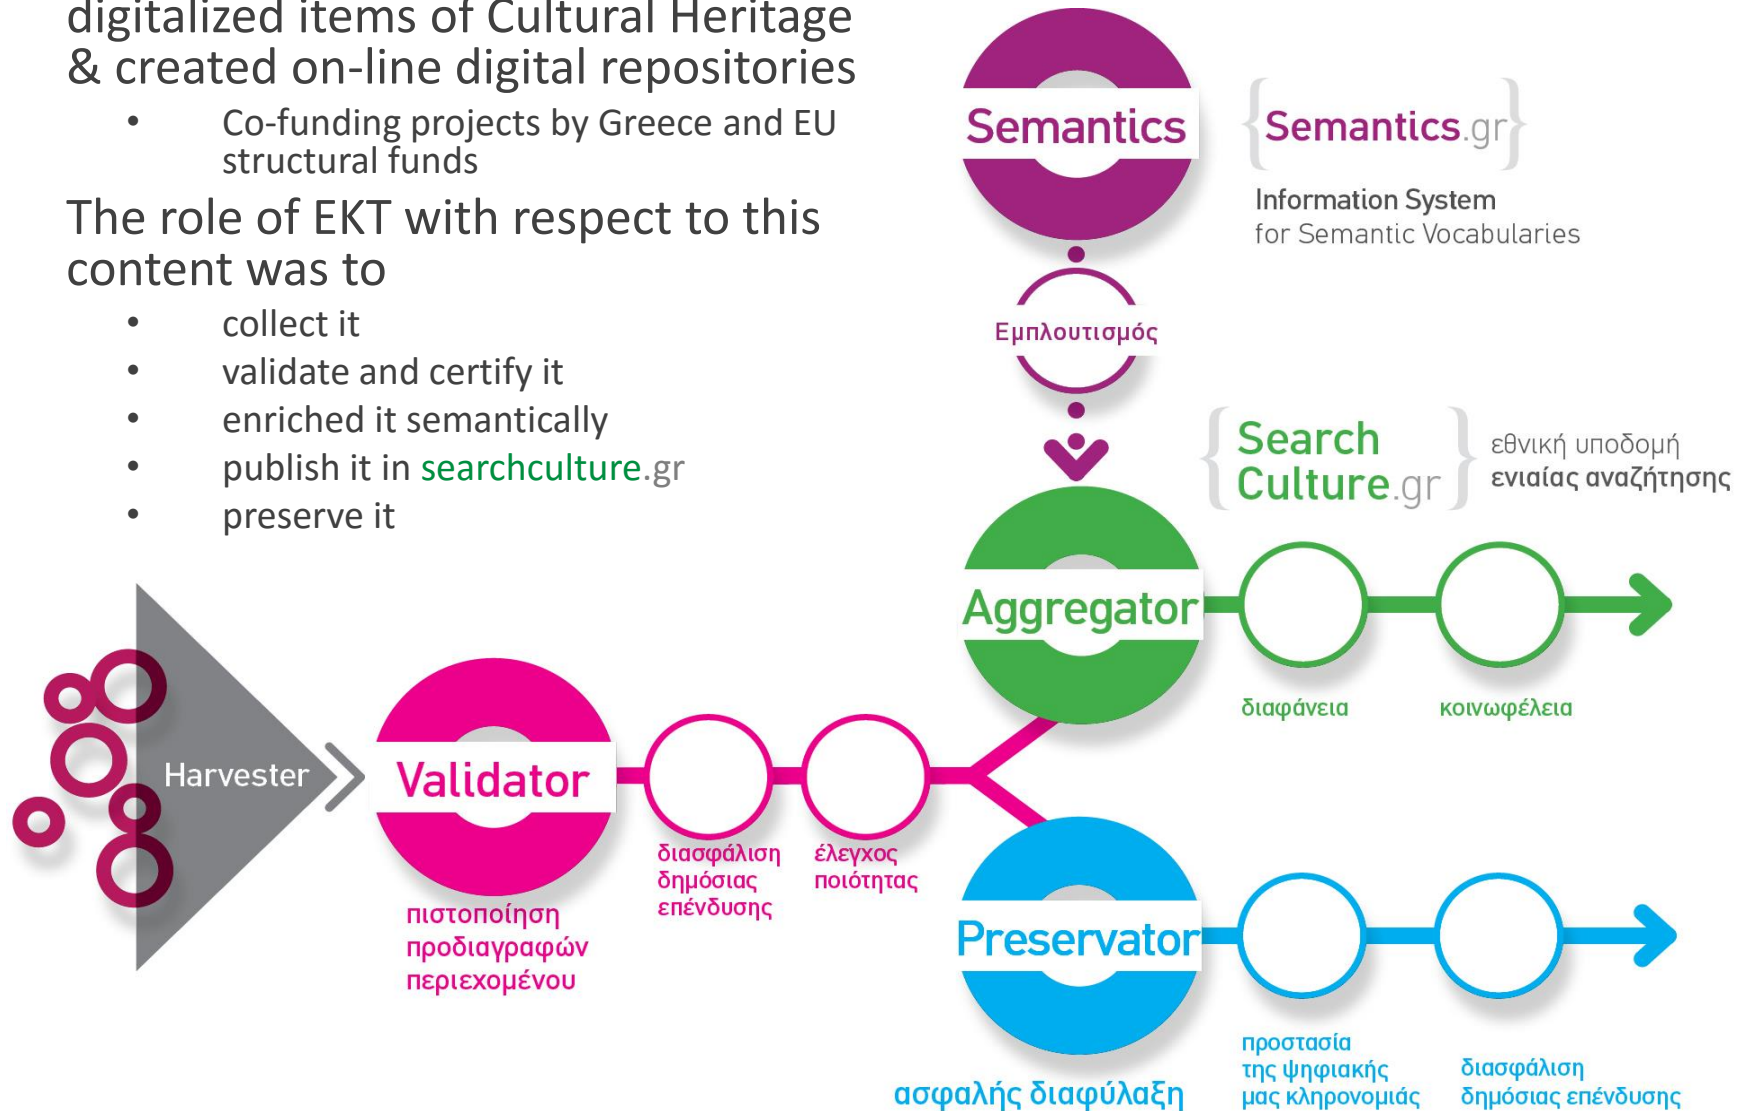 digitalized items of Cultural Heritage
& created on-line digital repositories
• Co-funding projects by Greece and EU
structural funds
The role of EKT with respect to this
content was to
• collect it
• validate and certify it
• enriched it semantically
• publish it in searchculture.gr
• preserve it
Semantics
{Semantics.gr}
Information System
for Semantic Vocabularies
Εμπλουτισμός
{Search
Culture.gr}
εθνική υποδομή
ενιαίας αναζήτησης
Aggregator
διαφάνεια
κοινωφέλεια
Harvester
Validator
πιστοποίηση
προδιαγραφών
περιεχομένου
διασφάλιση
δημόσιας
επένδυσης
έλεγχος
ποιότητας
Preservator
ασφαλής διαφύλαξη
προστασία
της ψηφιακής
μας κληρονομιάς
διασφάλιση
δημόσιας επένδυσης